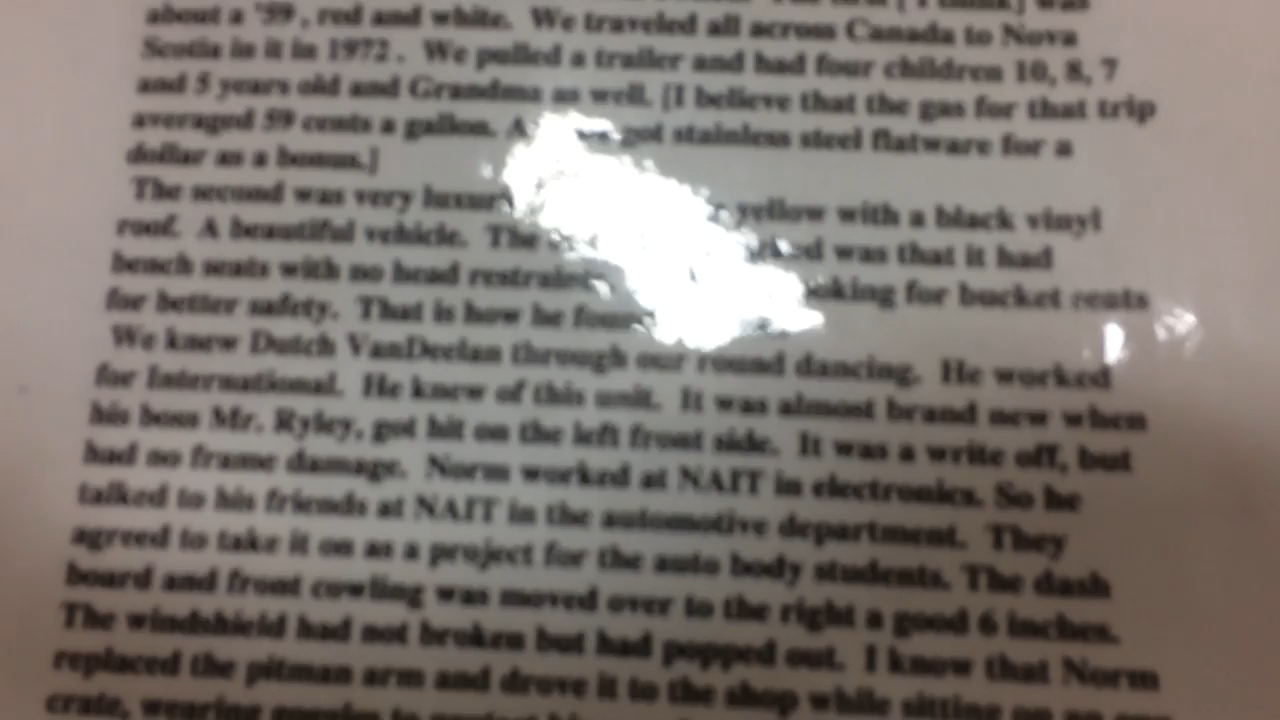 [I think] was
about a '59, red and white. We traveled all across Canada to Nova
Scotia in it in 1972. We pulled a trailer and had four children 10, 8, 7
and 5 years old and Grandma as well. [I believe that the gas for that trip
averaged 59 cents a gallon. got stainless steel flatware for a
dollar as a bonus.]
The second was very yellow with a black vinyl
roof. A beautiful vehicle. The was that it had
bench seats with no head for bucket seats
for better safety. That is how he
We knew Dutch VanDeelan through our round dancing. He worked
for International. He knew of this unit. It was almost brand new when
his boss Mr. Ryley, got hit on the left front side. It was a write off, but
had no frame damage. Norm worked at NAIT in electronics. So he
talked to his friends at NAIT in the automotive department. They
agreed to take it on as a project for the auto body students. The dash
board and front cowling was moved over to the right a good 6 inches.
The windshield had not broken but had popped out. I know that Norm
replaced the pitman arm and drove it to the shop while sitting on an
crate, wearing goggles to protect